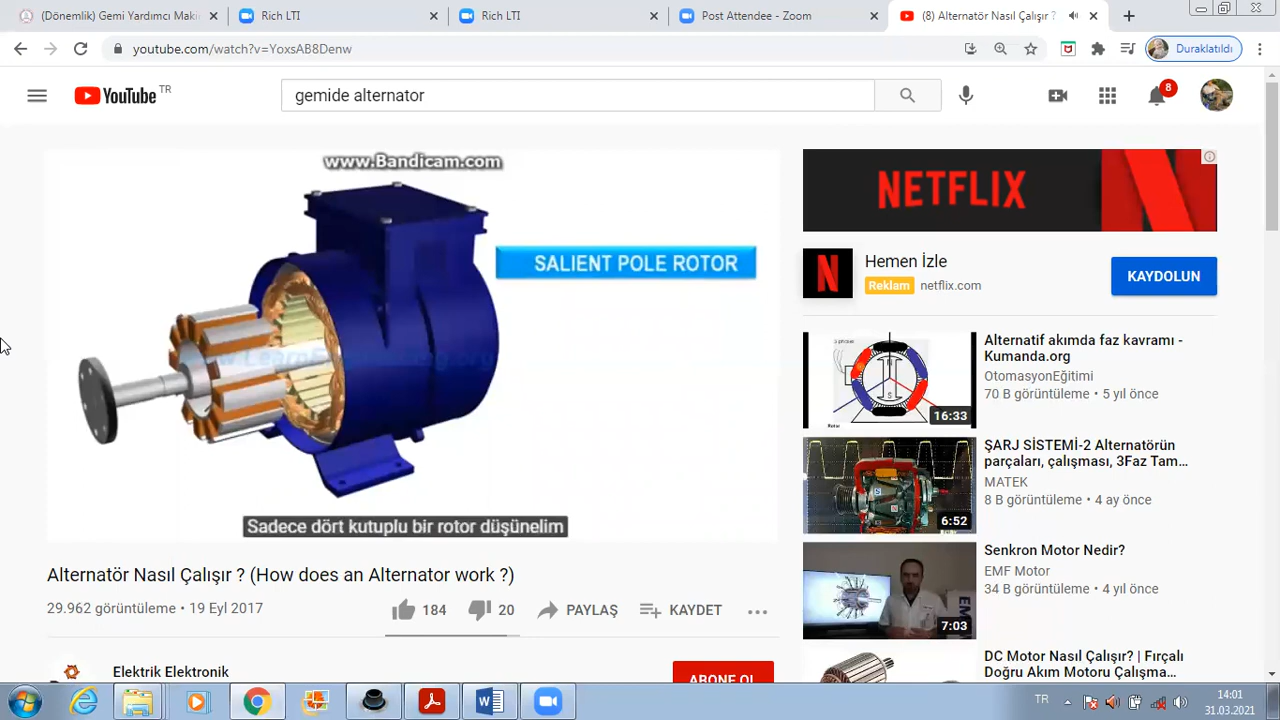 (Dönemlik) Gemi Yardımcı Mak
Rich LTI
Rich LTI
Post Attendee - Zoom
(8) Alternatör Nasıl Çalışır ?
youtube.com/watch?v=YoxsAB8Denw
Duraklatıldı
YouTube TR
gemide alternator
8
www.Bandicam.com
SALIENT POLE ROTOR
Sadece dört kutuplu bir rotor düşünelim
NETFLIX
N
Hemen İzle
Reklam netflix.com
KAYDOLUN
Alternatör Nasıl Çalışır ? (How does an Alternator work ?)
29.962 görüntüleme • 19 Eyl 2017
184
20
PAYLAŞ
KAYDET
Elektrik Elektronik
ABONE OL
16:33
Alternatif akımda faz kavramı -
Kumanda.org
OtomasyonEğitimi
70 B görüntüleme • 5 yıl önce
6:52
ŞARJ SİSTEMİ-2 Alternatörün
parçaları, çalışması, 3Faz Tam...
MATEK
8 B görüntüleme • 4 ay önce
7:03
Senkron Motor Nedir?
EMF Motor
34 B görüntüleme • 4 yıl önce
DC Motor Nasıl Çalışır? | Fırçalı
Doğru Akım Motoru Çalışma...
TR
14:01
31.03.2021